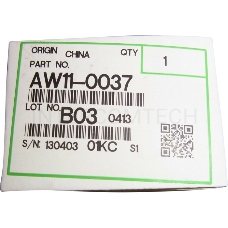 ORIGIN CHINA QTY
PART NO. 1
AW11-0037
LOT NO.
B03 0413
S/N: 130403 01KC S1